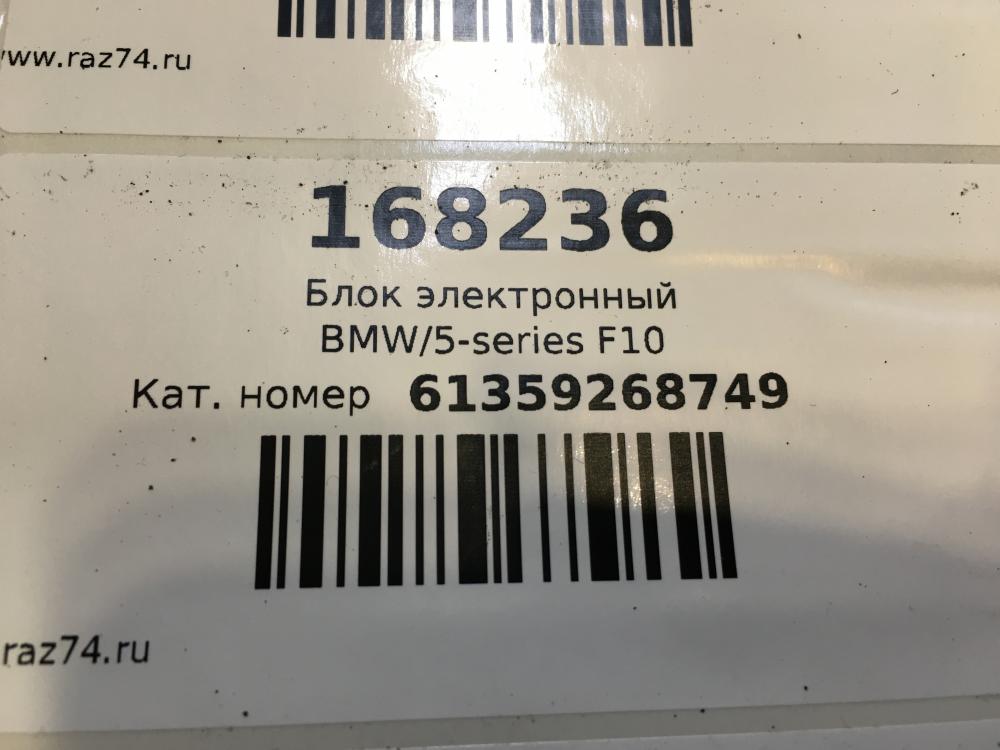 www.raz74.ru
168236
Блок электронный
BMW/5-series F10
Кат. номер 61359268749
raz74.ru